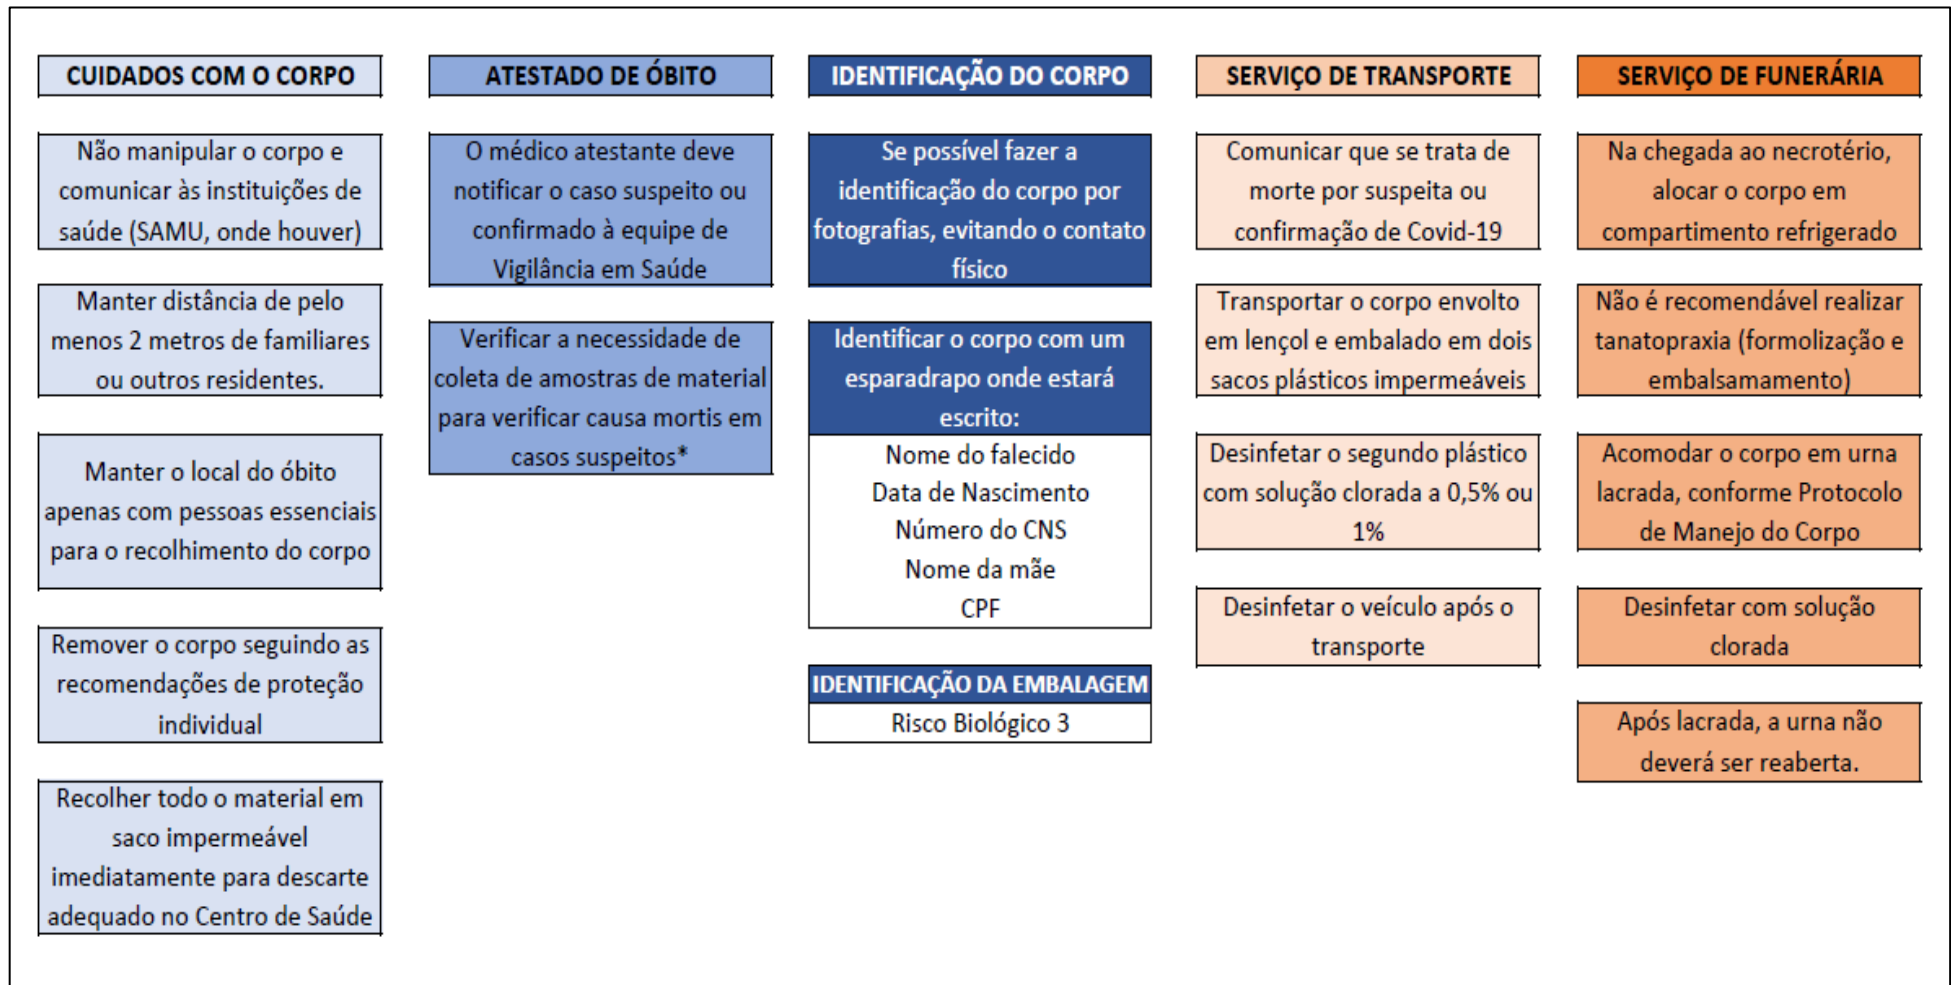 CUIDADOS COM O CORPO
Não manipular o corpo e
comunicar às instituições de
saúde (SAMU, onde houver)
Manter distância de pelo
menos 2 metros de familiares
ou outros residentes.
Manter o local do óbito
apenas com pessoas essenciais
para o recolhimento do corpo
Remover o corpo seguindo as
recomendações de proteção
individual
Recolher todo o material em
saco impermeável
imediatamente para descarte
adequado no Centro de Saúde
ATESTADO DE ÓBITO
O médico atestante deve
notificar o caso suspeito ou
confirmado à equipe de
Vigilância em Saúde
Verificar a necessidade de
coleta de amostras de material
para verificar causa mortis em
casos suspeitos*
IDENTIFICAÇÃO DO CORPO
Se possível fazer a
identificação do corpo por
fotografias, evitando o contato
físico
Identificar o corpo com um
esparadrapo onde estará
escrito:
Nome do falecido
Data de Nascimento
Número do CNS
Nome da mãe
CPF
IDENTIFICAÇÃO DA EMBALAGEM
Risco Biológico 3
SERVIÇO DE TRANSPORTE
Comunicar que se trata de
morte por suspeita ou
confirmação de Covid-19
Transportar o corpo envolto
em lençol e embalado em dois
sacos plásticos impermeáveis
Desinfetar o segundo plástico
com solução clorada a 0,5% ou
1%
Desinfetar o veículo após o
transporte
SERVIÇO DE FUNERÁRIA
Na chegada ao necrotério,
alocar o corpo em
compartimento refrigerado
Não é recomendável realizar
tanatopraxia (formolização e
embalsamamento)
Acomodar o corpo em urna
lacrada, conforme Protocolo
de Manejo do Corpo
Desinfetar com solução
clorada
Após lacrada, a urna não
deverá ser reaberta.